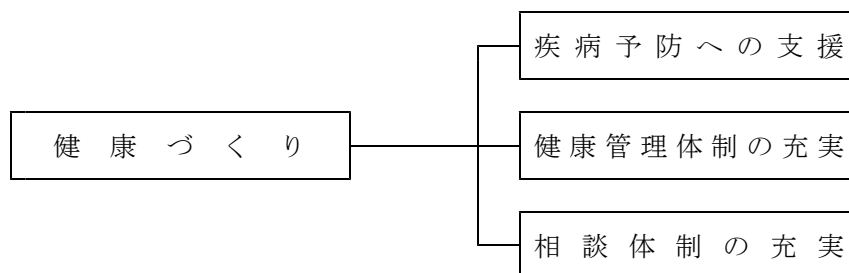 疾病予防への支援
健康づくり
健康管理体制の充実
相談体制の充実